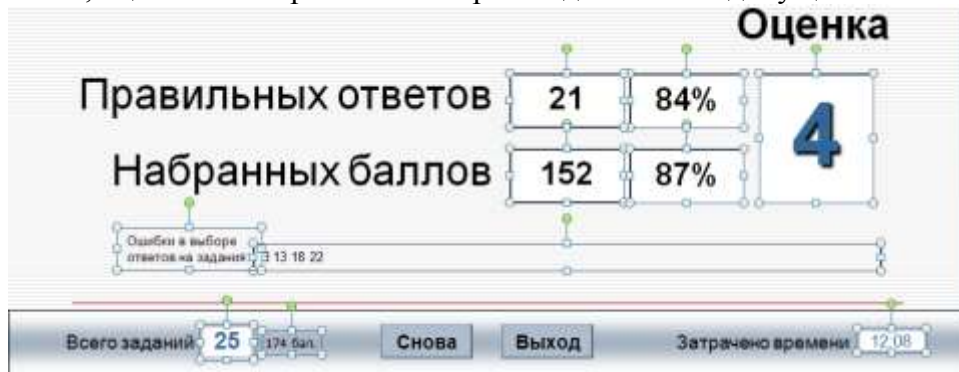 Оценка
Правильных ответов 21 84% 4
Набранных баллов 152 87%
Ошибки в выборе
ответов на задания: 3 13 18 22
Всего заданий 25 174 бал. Снова Выход Затрачено времени 12:08